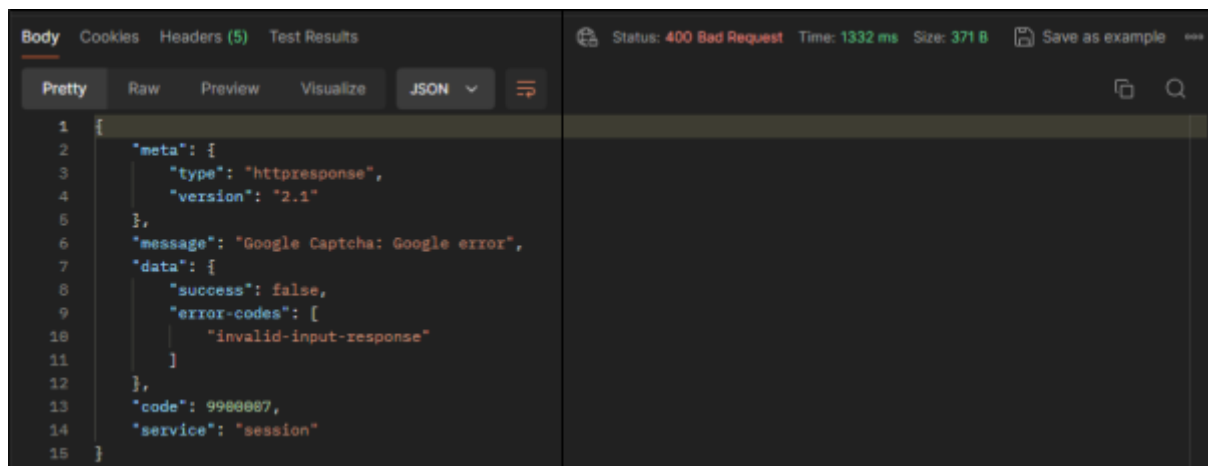 Body Cookies Headers (5) Test Results Status: 400 Bad Request Time: 1332 ms Size: 371 B Save as example
Pretty Raw Preview Visualize JSON
1 {
2 "meta": {
3 "type": "httpresponse",
4 "version": "2.1"
5 },
6 "message": "Google Captcha: Google error",
7 "data": {
8 "success": false,
9 "error-codes": [
10 "invalid-input-response"
11 ]
12 },
13 "code": 9900007,
14 "service": "session"
15 }